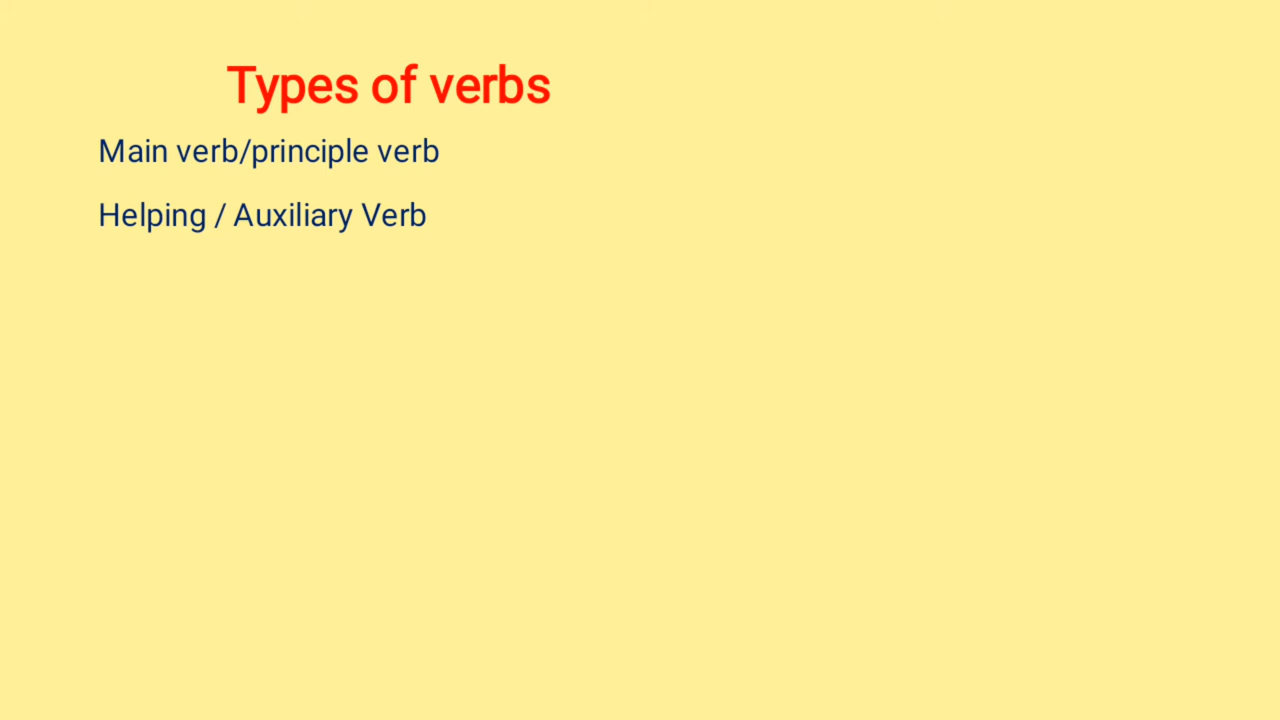 Types of verbs
Main verb/principle verb
Helping / Auxiliary Verb